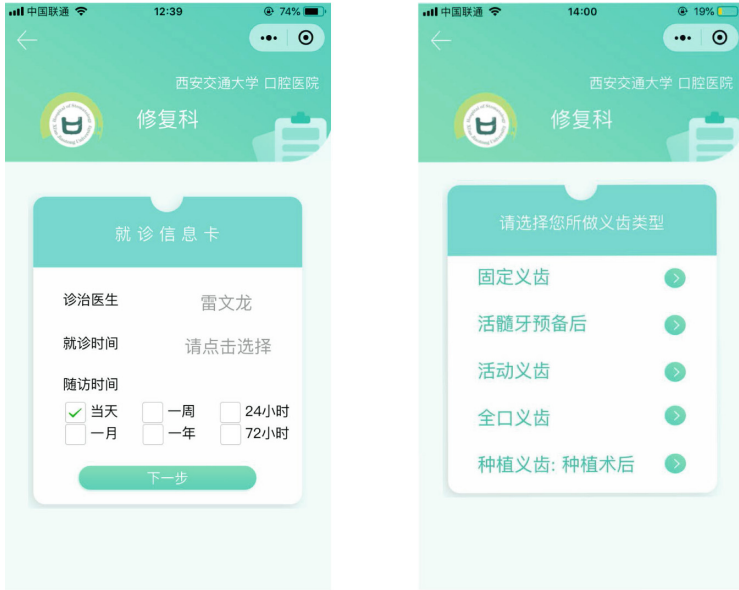 中国联通 12:39 74%
西安交通大学 口腔医院
修复科
就诊信息卡
诊治医生 雷文龙
就诊时间 请点击选择
随访时间
当天 一周 24小时
一月 一年 72小时
下一步
中国联通 14:00 19%
西安交通大学 口腔医院
修复科
请选择您所做义齿类型
固定义齿
活髓牙预备后
活动义齿
全口义齿
种植义齿: 种植术后